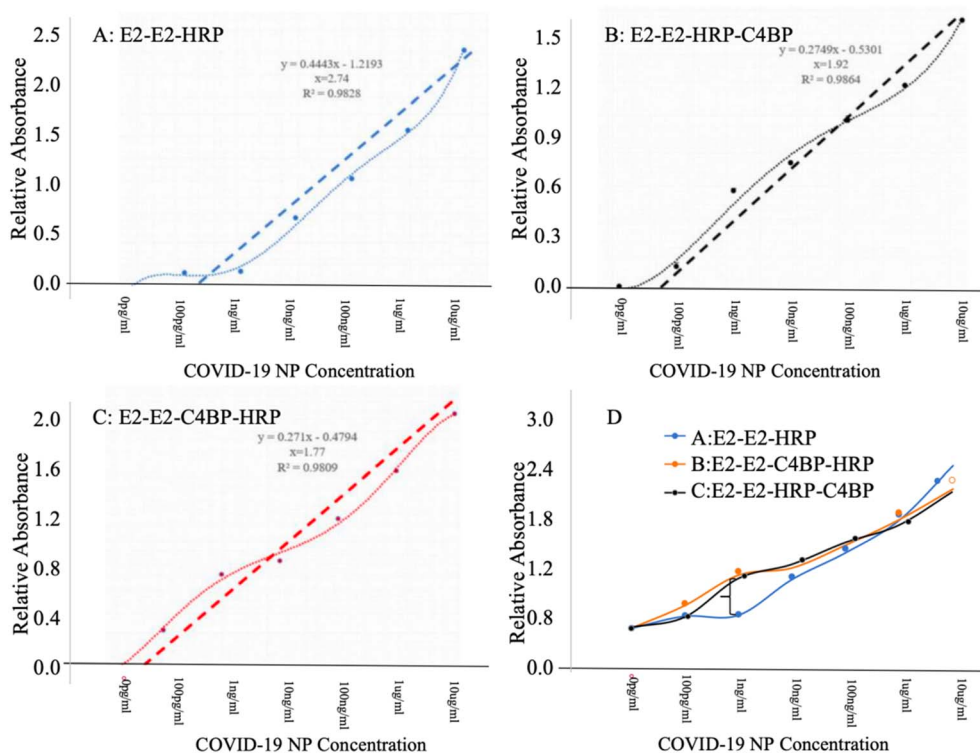 A: E2-E2-HRP
y = 0.4443x - 1.2193
x=2.74
R² = 0.9828
2.5
2.0
1.5
1.0
0.5
0.0
Relative Absorbance
0pg/ml
100pg/ml
1ng/ml
10ng/ml
100ng/ml
1ug/ml
10ug/ml
COVID-19 NP Concentration
B: E2-E2-HRP-C4BP
y = 0.2749x - 0.5301
x=1.92
R² = 0.9864
1.5
1.2
0.9
0.6
0.3
0.0
Relative Absorbance
0pg/ml
100pg/ml
1ng/ml
10ng/ml
100ng/ml
1ug/ml
10ug/ml
COVID-19 NP Concentration
C: E2-E2-C4BP-HRP
y = 0.271x - 0.4794
x=1.77
R² = 0.9809
2.0
1.6
1.2
0.8
0.4
0.0
Relative Absorbance
0pg/ml
100pg/ml
1ng/ml
10ng/ml
100ng/ml
1ug/ml
10ug/ml
COVID-19 NP Concentration
D
A:E2-E2-HRP
B:E2-E2-C4BP-HRP
C:E2-E2-HRP-C4BP
3.0
2.4
1.8
1.2
0.8
0.0
Relative Absorbance
0pg/ml
100pg/ml
1ng/ml
10ng/ml
100ng/ml
1ug/ml
10ug/ml
COVID-19 NP Concentration